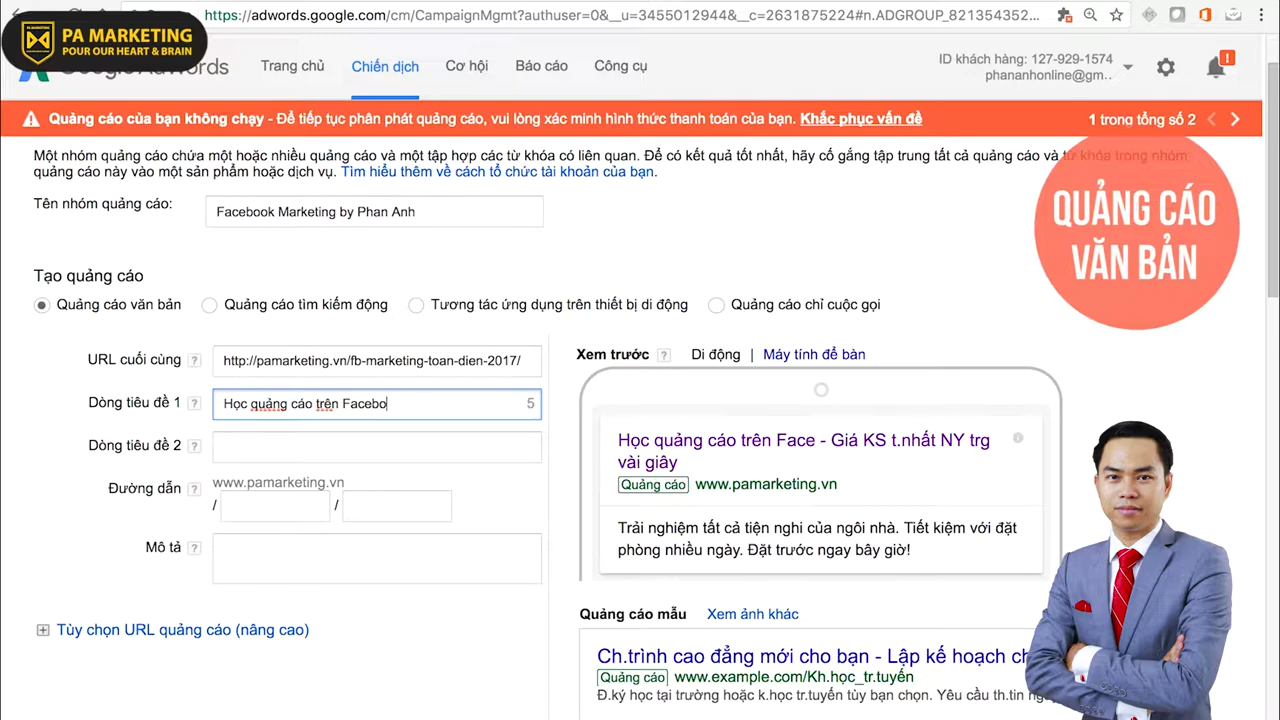 https://adwords.google.com/cm/CampaignMgmt?authuser=0&__u=345501294&__c=2631875224#n.ADGROUP_821354352...
PA MARKETING
POUR OUR HEART & BRAIN
Google AdWords
Trang chủ
Chiến dịch
Cơ hội
Báo cáo
Công cụ
ID khách hàng: 127-929-1574
phananhonline@gm..
!
Quảng cáo của bạn không chạy - Để tiếp tục phân phát quảng cáo, vui lòng xác minh hình thức thanh toán của bạn. Khắc phục vấn đề
1 trong tổng số 2
Một nhóm quảng cáo chứa một hoặc nhiều quảng cáo và một tập hợp các từ khóa có liên quan. Để có kết quả tốt nhất, hãy cố gắng tập trung tất cả quảng cáo và từ khóa trong nhóm
quảng cáo này vào một sản phẩm hoặc dịch vụ. Tìm hiểu thêm về cách tổ chức tài khoản của bạn.
Tên nhóm quảng cáo:
Facebook Marketing by Phan Anh
QUẢNG CÁO
VĂN BẢN
Tạo quảng cáo
Quảng cáo văn bản
Quảng cáo tìm kiếm động
Tương tác ứng dụng trên thiết bị di động
Quảng cáo chỉ cuộc gọi
URL cuối cùng ?
http://pamarketing.vn/fb-marketing-toan-dien-2017/
Dòng tiêu đề 1 ?
Học quảng cáo trên Facebo
5
Dòng tiêu đề 2 ?
Đường dẫn ?
www.pamarketing.vn
/ /
Mô tả ?
Tùy chọn URL quảng cáo (nâng cao)
Xem trước ? Di động | Máy tính để bàn
Học quảng cáo trên Face - Giá KS t.nhất NY trg
vài giây
Quảng cáo www.pamarketing.vn
Trải nghiệm tất cả tiện nghi của ngôi nhà. Tiết kiệm với đặt
phòng nhiều ngày. Đặt trước ngay bây giờ!
Quảng cáo mẫu Xem ảnh khác
Ch.trình cao đẳng mới cho bạn - Lập kế hoạch
Quảng cáo www.example.com/Kh.học_tr.tuyến
Đ.ký học tại trường hoặc k.học tr.tuyến tùy bạn chọn. Yêu cầu th.tin